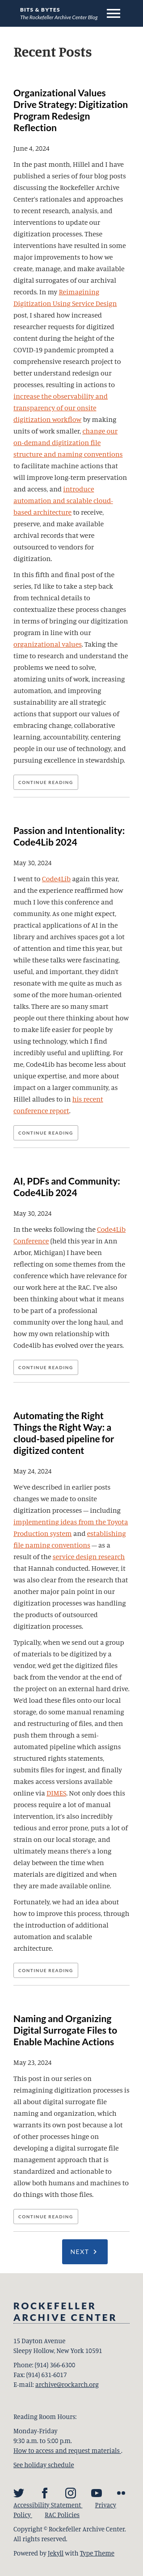 BITS & BYTES
The Rockefeller Archive Center Blog
Recent Posts
Organizational Values
Drive Strategy: Digitization
Program Redesign
Reflection
June 4, 2024
In the past month, Hillel and I have
published a series of four blog posts
discussing the Rockefeller Archive
Center's rationales and approaches
to recent research, analysis, and
interventions to update our
digitization processes. These
interventions have resulted in some
major improvements to how we
create, manage, and make available
digital surrogates of our archival
records. In my Reimagining
Digitization Using Service Design
post, I shared how increased
researcher requests for digitized
content during the height of the
COVID-19 pandemic prompted a
comprehensive research project to
better understand redesign our
processes, resulting in actions to
increase the observability and
transparency of our onsite
digitization workflow by making
units of work smaller, change our
on-demand digitization file
structure and naming conventions
to facilitate machine actions that
will improve long-term preservation
and access, and introduce
automation and scalable cloud-
based architecture to receive,
preserve, and make available
archival records that were
outsourced to vendors for
digitization.
In this fifth and final post of the
series, I'd like to take a step back
from technical details to
contextualize these process changes
in terms of bringing our digitization
program in line with our
organizational values. Taking the
time to research and understand the
problems we need to solve,
atomizing units of work, increasing
automation, and improving
sustainability and scale are all
strategic actions that support our
values of embracing change,
continuous growth, collaborative
learning, accountability, centering
people in our use of technology, and
pursuing excellence in stewardship.
CONTINUE READING
Passion and Intentionality:
Code4Lib 2024
May 30, 2024
I went to Code4Lib again this year,
and the experience reaffirmed how
much I love this conference and
community. As an introduction,
practical applications of AI in the
library and archives spaces got a lot
of attention and time this year, but
while these talks were fascinating,
useful, and important, I didn't want
that to crowd out what I see as
some of the more human-oriented
talks. There are so many smart
people who care about doing things
to make life easier for people by
using technology, which I find
incredibly useful and uplifting. For
me, Code4Lib has become less about
unique expertise, and more about
impact in a larger community, as
Hillel alludes to in his recent
conference report.
CONTINUE READING
AI, PDFs and Community:
Code4Lib 2024
May 30, 2024
In the weeks following the Code4Lib
Conference (held this year in Ann
Arbor, Michigan) I have been
reflecting on some themes from the
conference and how they are relevant for
our work here at the RAC. I've also
been thinking about what it means
to be part of a professional
community over the long haul, and
how my relationship with
Code4lib has evolved over the years.
CONTINUE READING
Automating the Right
Things the Right Way: a
cloud-based pipeline for
digitized content
May 24, 2024
We've described in earlier posts
changes we made to onsite
digitization processes — including
implementing ideas from the Toyota
Production system and establishing
file naming conventions — as a
result of the service design research
that Hannah conducted. However, it
was also clear from the research that
another major pain point in our
digitization processes was handling
the products of outsourced
digitization processes.
Typically, when we send out a group
of materials to be digitized by a
vendor, we'd get the digitized files
back from the vendor at the end of
the project on an external hard drive.
We'd upload these files onto our local
storage, do some manual renaming
and restructuring of files, and then
push them through a semi-
automated pipeline which assigns
structured rights statements,
submits files for ingest, and finally
makes access versions available
online via DIMES. Not only does this
process require a lot of manual
intervention, it's also incredibly
tedious and error prone, puts a lot of
strain on our local storage, and
ultimately means there's a long
delay between the time when
materials are digitized and when
they are made available online.
Fortunately, we had an idea about
how to improve this process, through
the introduction of additional
automation and scalable
architecture.
CONTINUE READING
Naming and Organizing
Digital Surrogate Files to
Enable Machine Actions
May 23, 2024
This post in our series on
reimagining digitization processes is
all about digital surrogate file
naming and organization, which
warrants its own post because a lot
of other processes hinge on
developing a digital surrogate file
management approach that is
standardized and actionable to
allow both humans and machines to
do things with those files.
CONTINUE READING
NEXT
ROCKEFELLER
ARCHIVE CENTER
15 Dayton Avenue
Sleepy Hollow, New York 10591
Phone: (914) 366-6300
Fax: (914) 631-6017
E-mail: archive@rockarch.org
Reading Room Hours:
Monday-Friday
9:30 a.m. to 5:00 p.m.
How to access and request materials.
See holiday schedule
Accessibility Statement Privacy
Policy RAC Policies
Copyright © Rockefeller Archive Center.
All rights reserved.
Powered by Jekyll with Type Theme